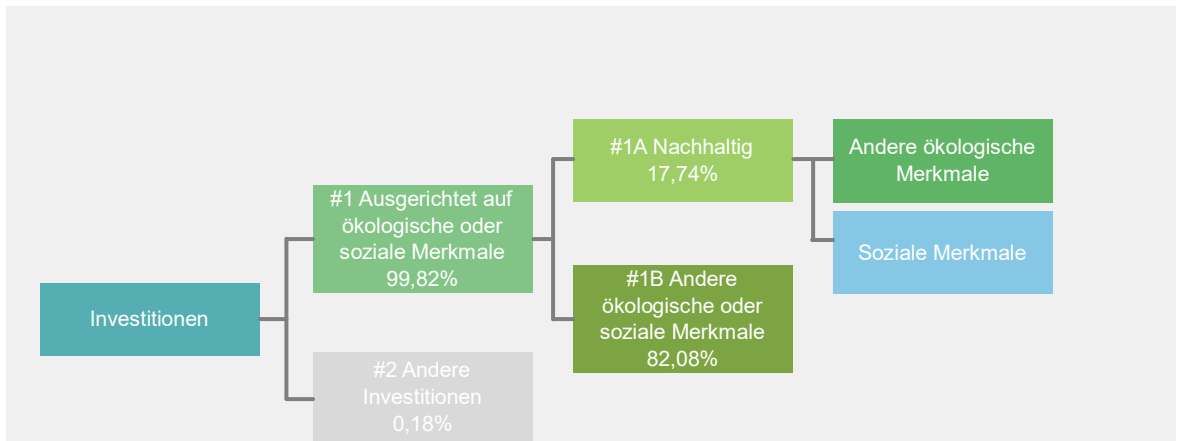 Investitionen
#1 Ausgerichtet auf
ökologische oder
soziale Merkmale
99,82%
#2 Andere
Investitionen
0,18%
#1A Nachhaltig
17,74%
#1B Andere
ökologische oder
soziale Merkmale
82,08%
Andere ökologische
Merkmale
Soziale Merkmale